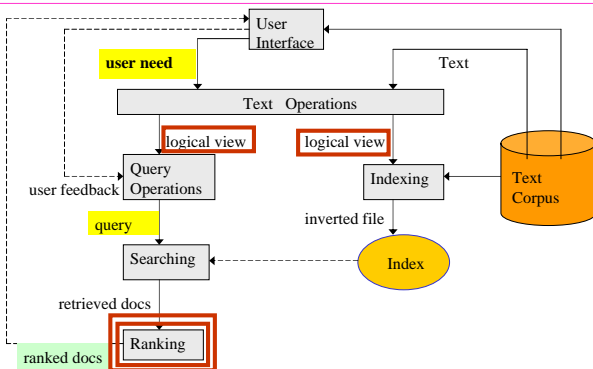 User
Interface
user need
Text
Text Operations
logical view
logical view
user feedback
Query
Operations
Indexing
Text
Corpus
query
inverted file
Searching
Index
retrieved docs
Ranking
ranked docs